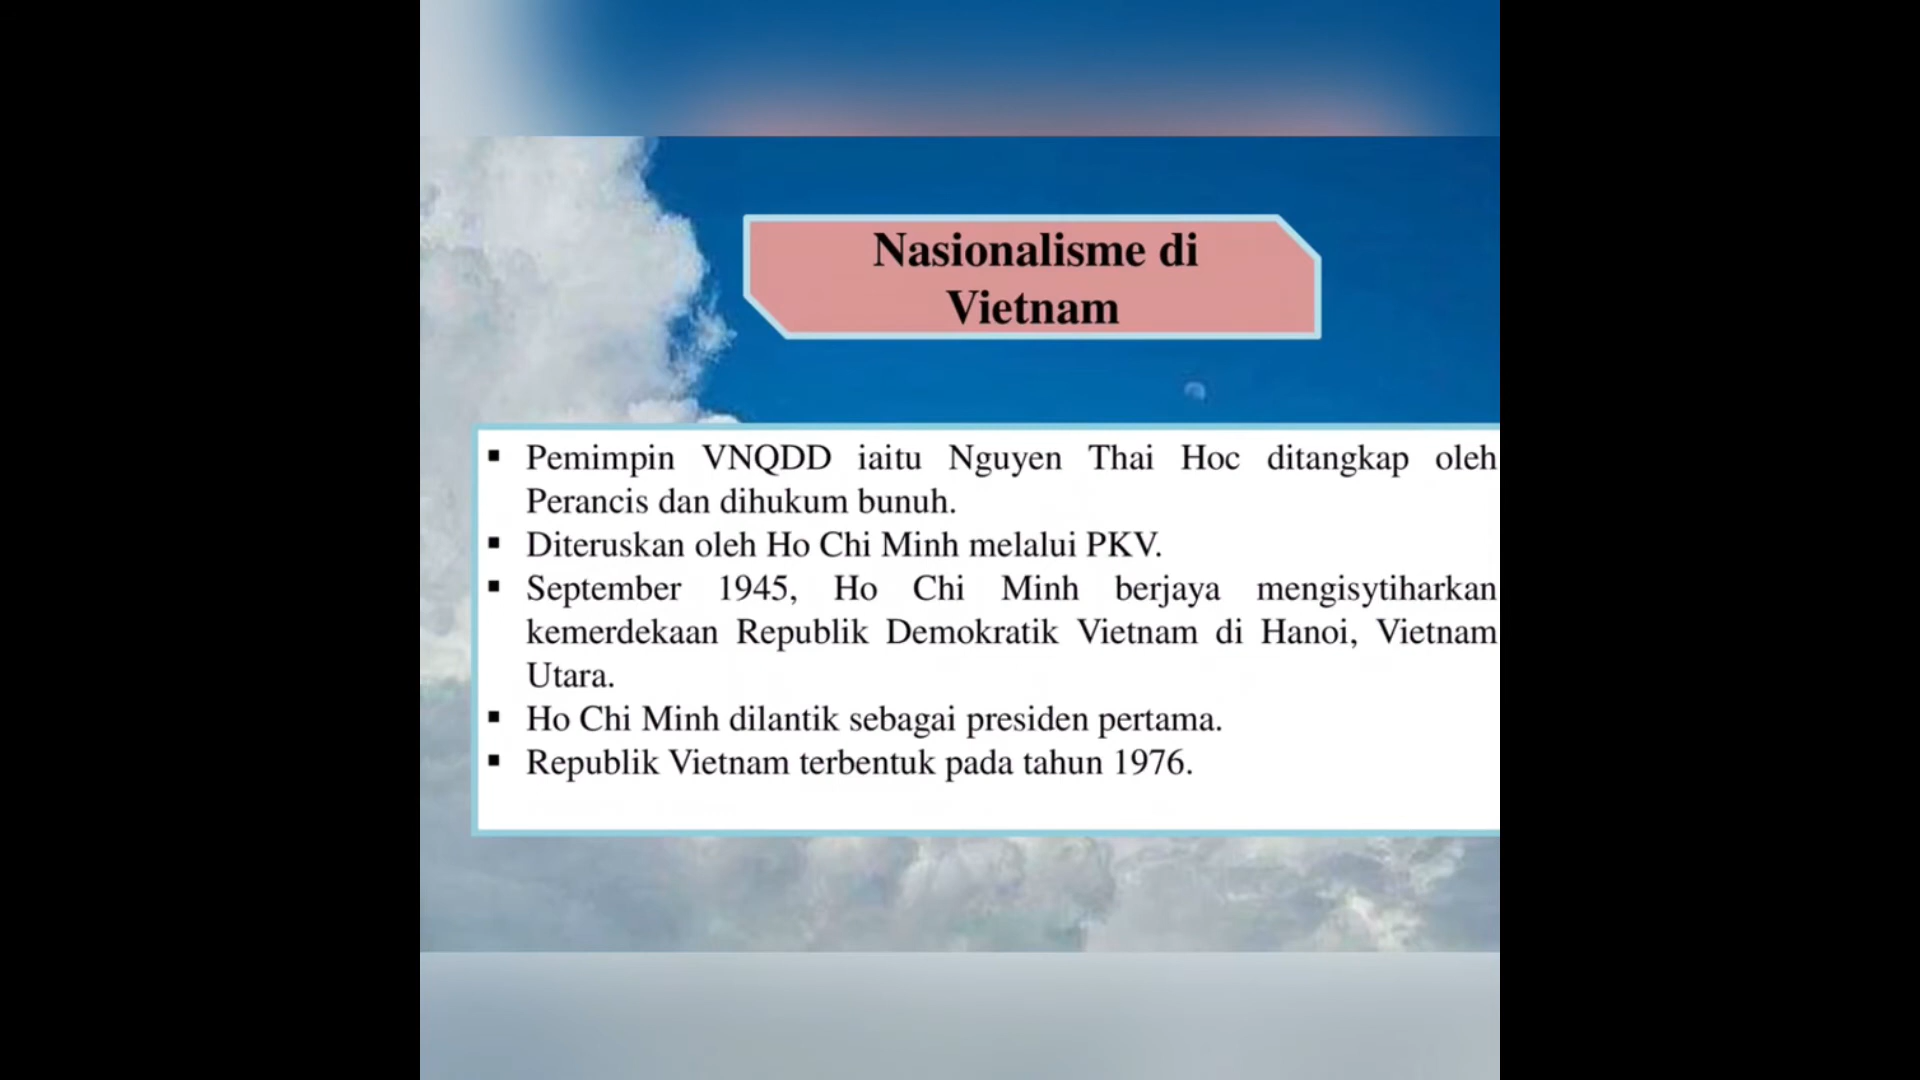 Nasionalisme di
Vietnam
▪ Pemimpin VNQDD iaitu Nguyen Thai Hoc ditangkap oleh
Perancis dan dihukum bunuh.
▪ Diteruskan oleh Ho Chi Minh melalui PKV.
▪ September 1945, Ho Chi Minh berjaya mengisytiharkan
kemerdekaan Republik Demokratik Vietnam di Hanoi, Vietnam
Utara.
▪ Ho Chi Minh dilantik sebagai presiden pertama.
▪ Republik Vietnam terbentuk pada tahun 1976.